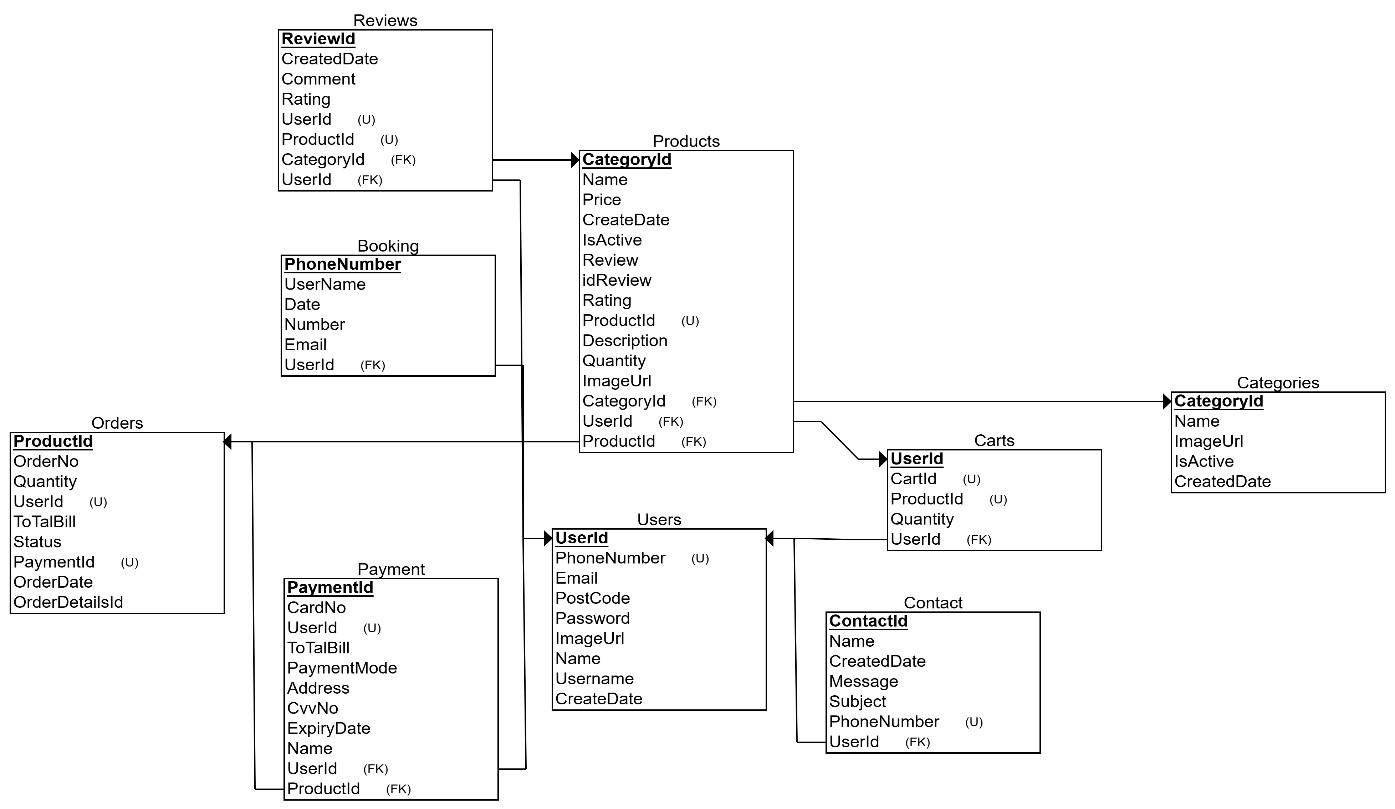 Reviews
ReviewId
CreatedDate
Comment
Rating
UserId (U)
ProductId (U)
CategoryId (FK)
UserId (FK)
Products
CategoryId
Name
Price
CreateDate
IsActive
Review
idReview
Rating
ProductId (U)
Description
Quantity
ImageUrl
CategoryId (FK)
UserId (FK)
ProductId (FK)
Booking
PhoneNumber
UserName
Date
Number
Email
UserId (FK)
Categories
CategoryId
Name
ImageUrl
IsActive
CreatedDate
Orders
ProductId
OrderNo
Quantity
UserId (U)
ToTalBill
Status
PaymentId (U)
OrderDate
OrderDetailsId
Carts
UserId
CartId (U)
ProductId (U)
Quantity
UserId (FK)
Users
UserId
PhoneNumber (U)
Email
PostCode
Password
ImageUrl
Name
Username
CreateDate
Payment
PaymentId
CardNo
UserId (U)
ToTalBill
PaymentMode
Address
CvvNo
ExpiryDate
Name
UserId (FK)
ProductId (FK)
Contact
ContactId
Name
CreatedDate
Message
Subject
PhoneNumber (U)
UserId (FK)